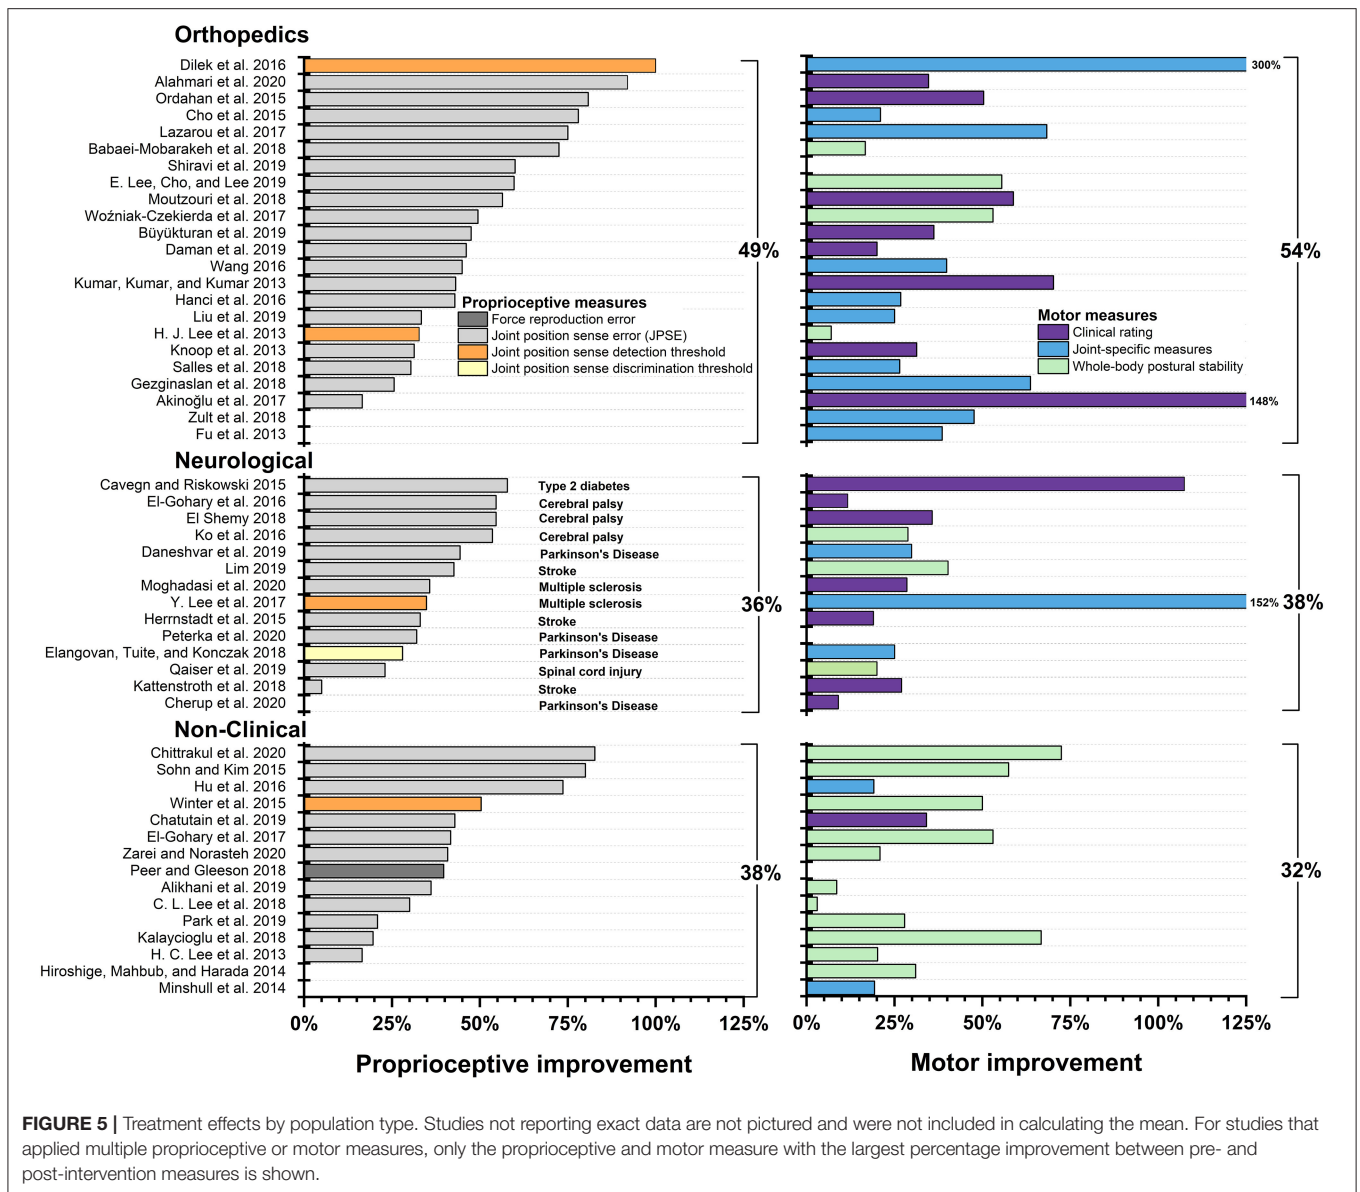 Orthopedics
Dilek et al. 2016
Alahmari et al. 2020
Ordahan et al. 2015
Cho et al. 2015
Lazarou et al. 2017
Babaei-Mobarakeh et al. 2018
Shiravi et al. 2019
E. Lee, Cho, and Lee 2019
Moutzouri et al. 2018
Woźniak-Czekierda et al. 2017
Büyükturan et al. 2019
Daman et al. 2019
Wang 2016
Kumar, Kumar, and Kumar 2013
Hanci et al. 2016
Liu et al. 2019
H. J. Lee et al. 2013
Knoop et al. 2013
Salles et al. 2018
Gezginaslan et al. 2018
Akinoğlu et al. 2017
Zult et al. 2018
Fu et al. 2013
49%
Proprioceptive measures
Force reproduction error
Joint position sense error (JPSE)
Joint position sense detection threshold
Joint position sense discrimination threshold
300%
54%
Motor measures
Clinical rating
Joint-specific measures
Whole-body postural stability
148%
Neurological
Cavegn and Riskowski 2015 Type 2 diabetes
El-Gohary et al. 2016 Cerebral palsy
El Shemy 2018 Cerebral palsy
Ko et al. 2016 Cerebral palsy
Daneshvar et al. 2019 Parkinson's Disease
Lim 2019 Stroke
Moghadasi et al. 2020 Multiple sclerosis
Y. Lee et al. 2017 Multiple sclerosis 36% 152% 38%
Herrnstadt et al. 2015 Stroke
Peterka et al. 2020 Parkinson's Disease
Elangovan, Tuite, and Konczak 2018 Parkinson's Disease
Qaiser et al. 2019 Spinal cord injury
Kattenstroth et al. 2018 Stroke
Cherup et al. 2020 Parkinson's Disease
Non-Clinical
Chittrakul et al. 2020
Sohn and Kim 2015
Hu et al. 2016
Winter et al. 2015
Chatutain et al. 2019
El-Gohary et al. 2017
Zarei and Norasteh 2020
Peer and Gleeson 2018 38% 32%
Alikhani et al. 2019
C. L. Lee et al. 2018
Park et al. 2019
Kalaycioglu et al. 2018
H. C. Lee et al. 2013
Hiroshige, Mahbub, and Harada 2014
Minshull et al. 2014
0% 25% 50% 75% 100% 125% 0% 25% 50% 75% 100% 125%
Proprioceptive improvement Motor improvement
FIGURE 5 | Treatment effects by population type. Studies not reporting exact data are not pictured and were not included in calculating the mean. For studies that
applied multiple proprioceptive or motor measures, only the proprioceptive and motor measure with the largest percentage improvement between pre- and
post-intervention measures is shown.